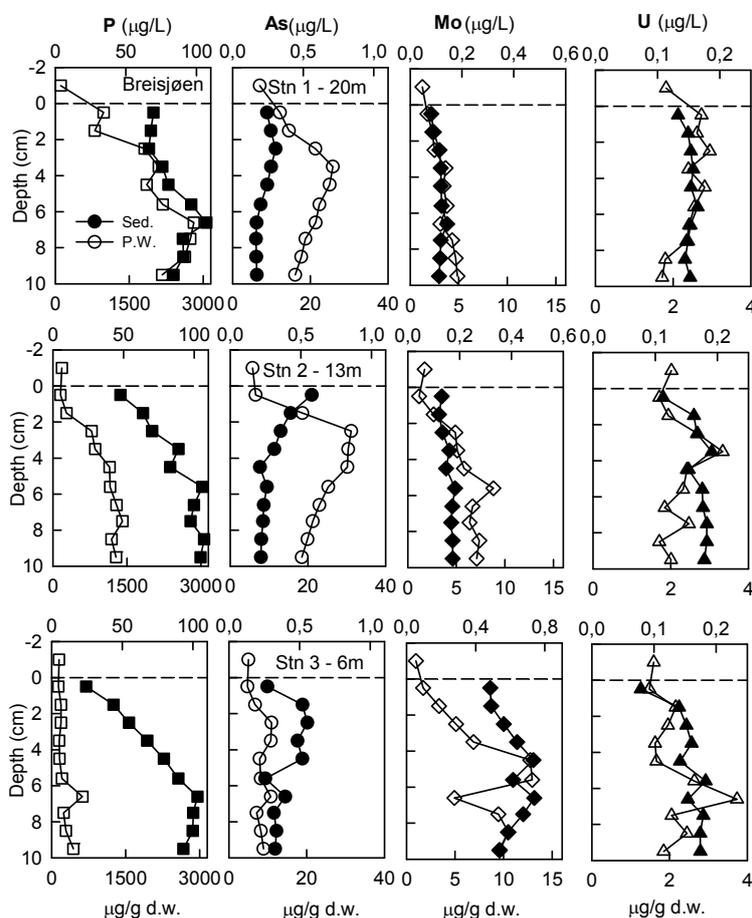 P (µg/L) As(µg/L) Mo(µg/L) U (µg/L)
0 50 100 0,0 0,5 1,0 0,0 0,2 0,4 0,6 0,0 0,1 0,2
Depth (cm)
-2
0
2
4
6
8
10
Breisjøen Stn 1 - 20m
Sed.
P.W.
0 1500 3000 0 20 40 0 5 10 15 0 2 4
0 50 100 0,0 0,5 1,0 0,0 0,2 0,4 0,6 0,0 0,1 0,2
Depth (cm)
-2
0
2
4
6
8
10
Stn 2 - 13m
0 1500 3000 0 20 40 0 5 10 15 0 2 4
0 50 100 0,0 0,5 1,0 0,0 0,4 0,8 0,0 0,1 0,2
Depth (cm)
-2
0
2
4
6
8
10
Stn 3 - 6m
0 1500 3000 0 20 40 0 5 10 15 0 2 4
µg/g d.w. µg/g d.w. µg/g d.w. µg/g d.w.